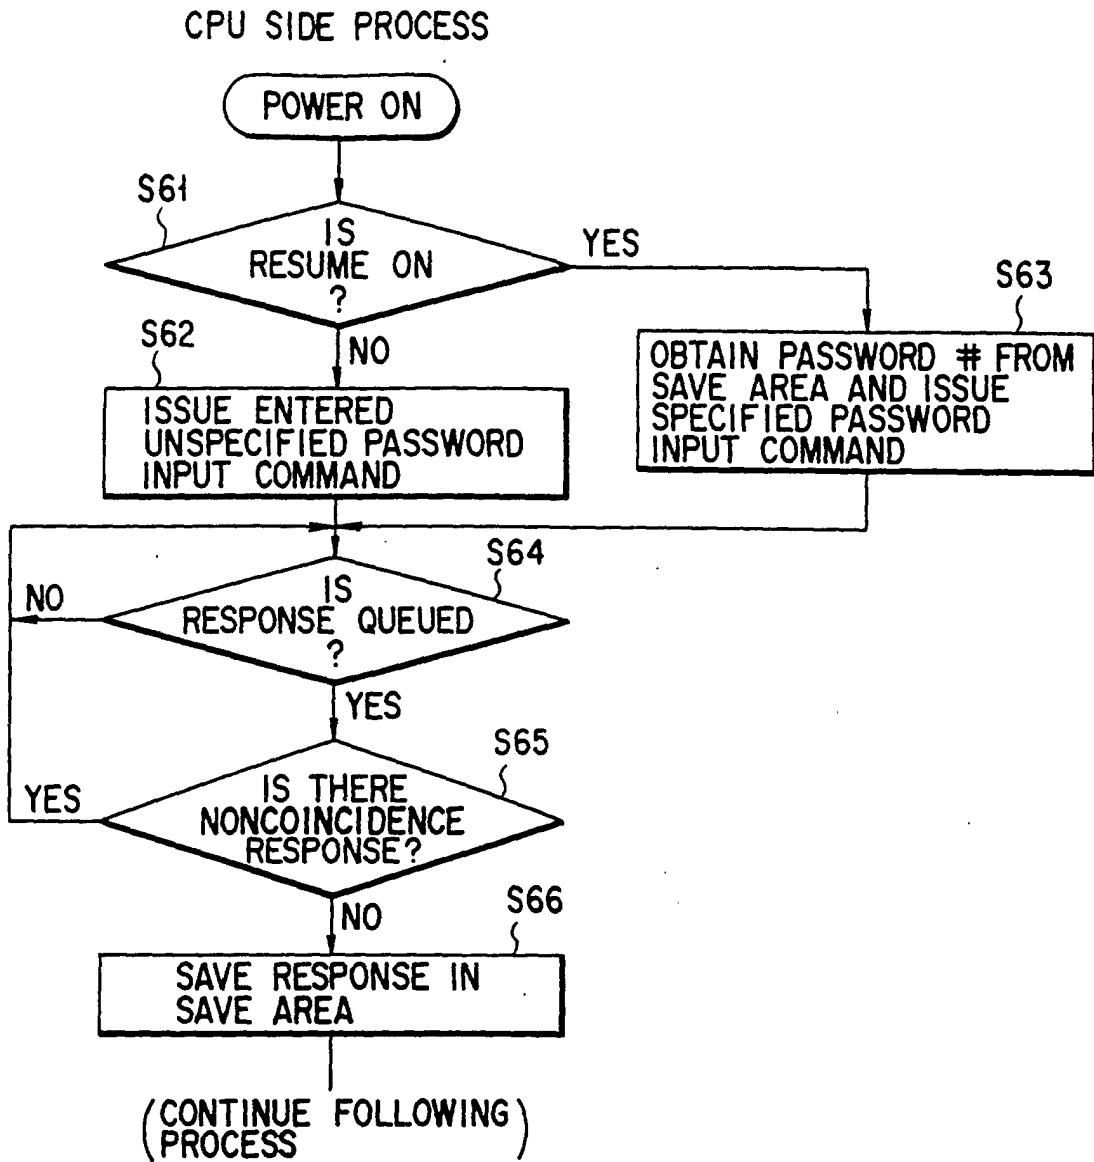 CPU SIDE PROCESS
POWER ON
S61
IS
RESUME ON
?
YES
NO
S63
OBTAIN PASSWORD # FROM
SAVE AREA AND ISSUE
SPECIFIED PASSWORD
INPUT COMMAND
S62
ISSUE ENTERED
UNSPECIFIED PASSWORD
INPUT COMMAND
S64
IS
RESPONSE QUEUED
?
NO
YES
S65
IS THERE
NONCOINCIDENCE
RESPONSE?
YES
NO
S66
SAVE RESPONSE IN
SAVE AREA
(CONTINUE FOLLOWING
PROCESS)